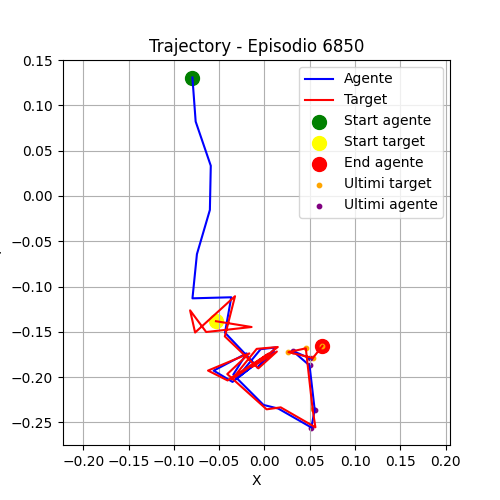 Trajectory - Episodio 6850
Agente
Target
Start agente
Start target
End agente
Ultimi target
Ultimi agente
0.15
0.10
0.05
0.00
−0.05
−0.10
−0.15
−0.20
−0.25
−0.20 −0.15 −0.10 −0.05 0.00 0.05 0.10 0.15 0.20
X